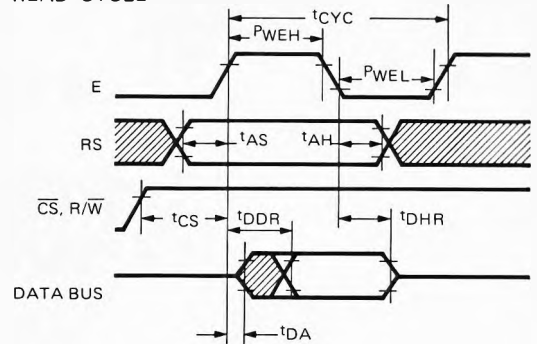 READ CYCLE
tCYC
PWEH
PWEL
E
RS
tAS
tAH
CS, R/W
tCS
tDDR
tDHR
DATA BUS
tDA